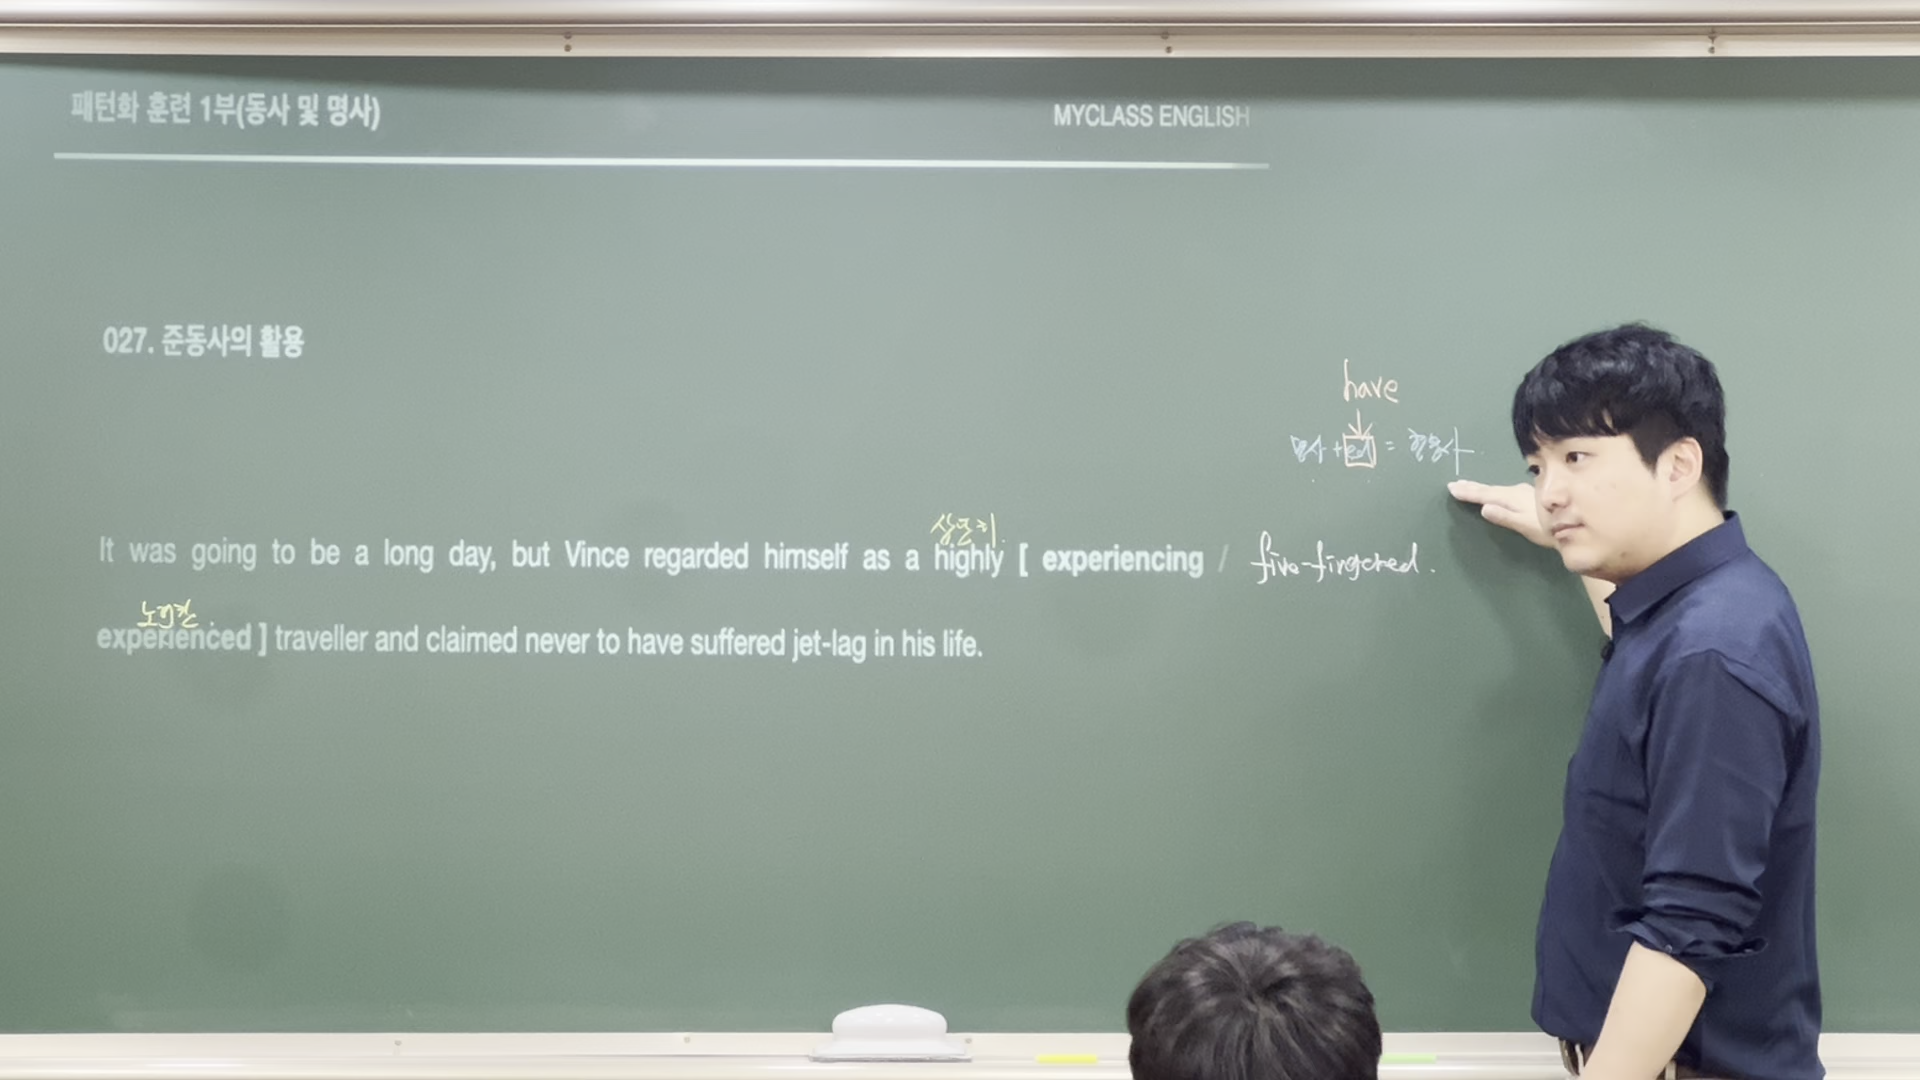 패턴화 훈련 1부(동사 및 명사)
MYCLASS ENGLISH
027. 준동사의 활용
have
명사 + ed = 형용사
상당히
It was going to be a long day, but Vince regarded himself as a highly [ experiencing /
five-fingered.
노련한
experienced ] traveller and claimed never to have suffered jet-lag in his life.